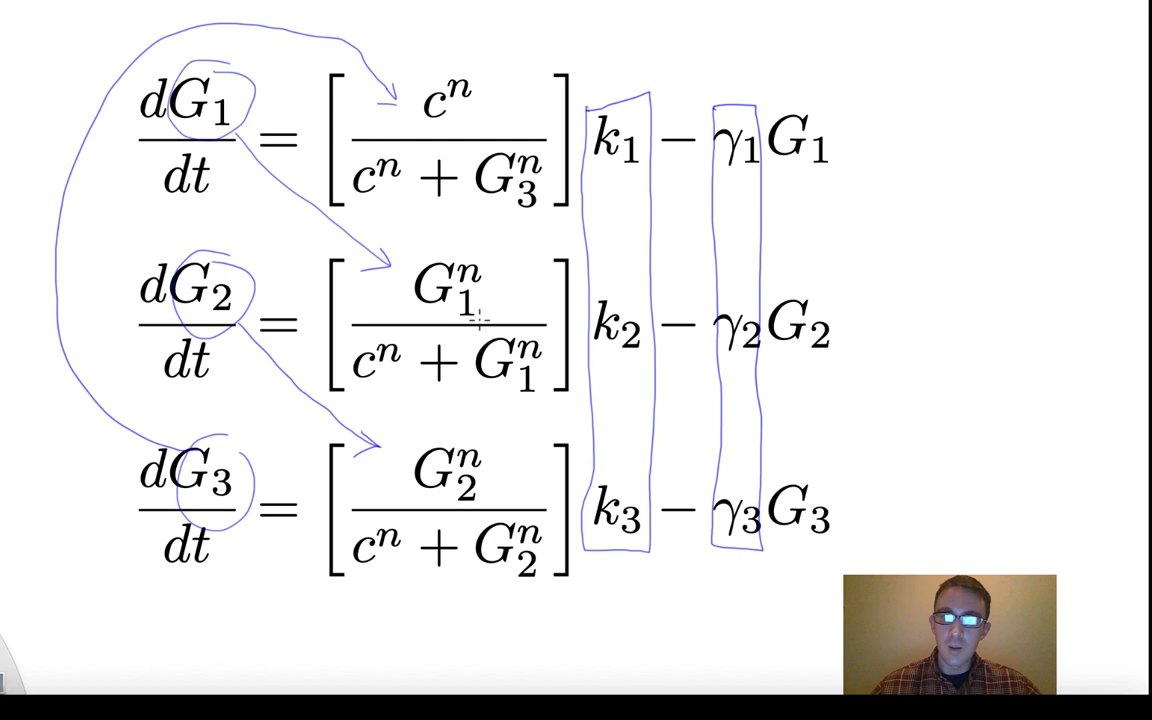 dG₁/dt = [cⁿ/(cⁿ + G₃ⁿ)] k₁ − γ₁G₁
dG₂/dt = [G₁ⁿ/(cⁿ + G₁ⁿ)] k₂ − γ₂G₂
dG₃/dt = [G₂ⁿ/(cⁿ + G₂ⁿ)] k₃ − γ₃G₃